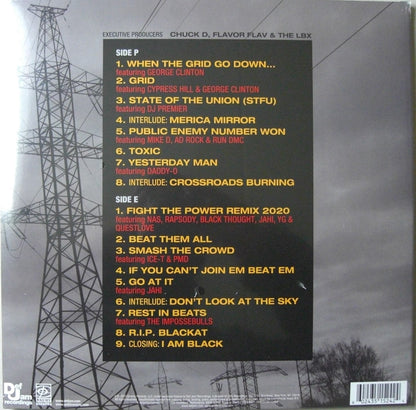 EXECUTIVE PRODUCERS CHUCK D, FLAVOR FLAV & THE LBX
SIDE P
1. WHEN THE GRID GO DOWN...
featuring GEORGE CLINTON
2. GRID
featuring CYPRESS HILL & GEORGE CLINTON
3. STATE OF THE UNION (STFU)
featuring DJ PREMIER
4. INTERLUDE: MERICA MIRROR
5. PUBLIC ENEMY NUMBER WON
featuring MIKE D, AD ROCK & RUN DMC
6. TOXIC
7. YESTERDAY MAN
featuring DADDY-O
8. INTERLUDE: CROSSROADS BURNING
SIDE E
1. FIGHT THE POWER REMIX 2020
featuring NAS, RAPSODY, BLACK THOUGHT, JAHI, YG &
QUESTLOVE
2. BEAT THEM ALL
3. SMASH THE CROWD
featuring ICE-T & PMD
4. IF YOU CAN'T JOIN EM BEAT EM
5. GO AT IT
featuring JAHI
6. INTERLUDE: DON'T LOOK AT THE SKY
7. REST IN BEATS
featuring THE IMPOSSEBULLS
8. R.I.P. BLACKAT
9. CLOSING: I AM BLACK
Def Jam
recordings